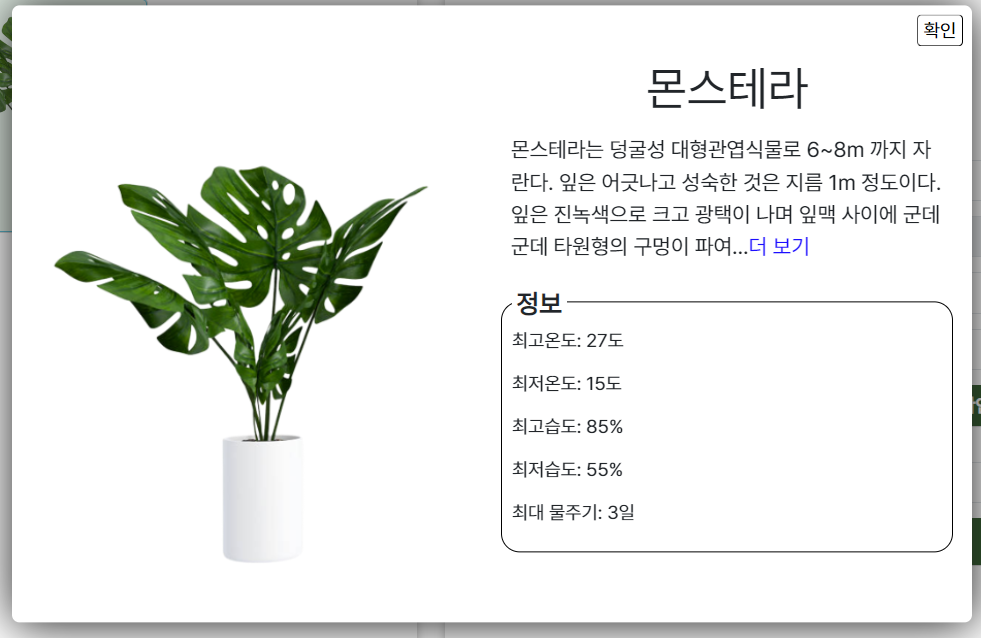 확인
몬스테라
몬스테라는 덩굴성 대형관엽식물로 6~8m 까지 자
란다. 잎은 어긋나고 성숙한 것은 지름 1m 정도이다.
잎은 진녹색으로 크고 광택이 나며 잎맥 사이에 군데
군데 타원형의 구멍이 파여...더 보기
정보
최고온도: 27도
최저온도: 15도
최고습도: 85%
최저습도: 55%
최대 물주기: 3일